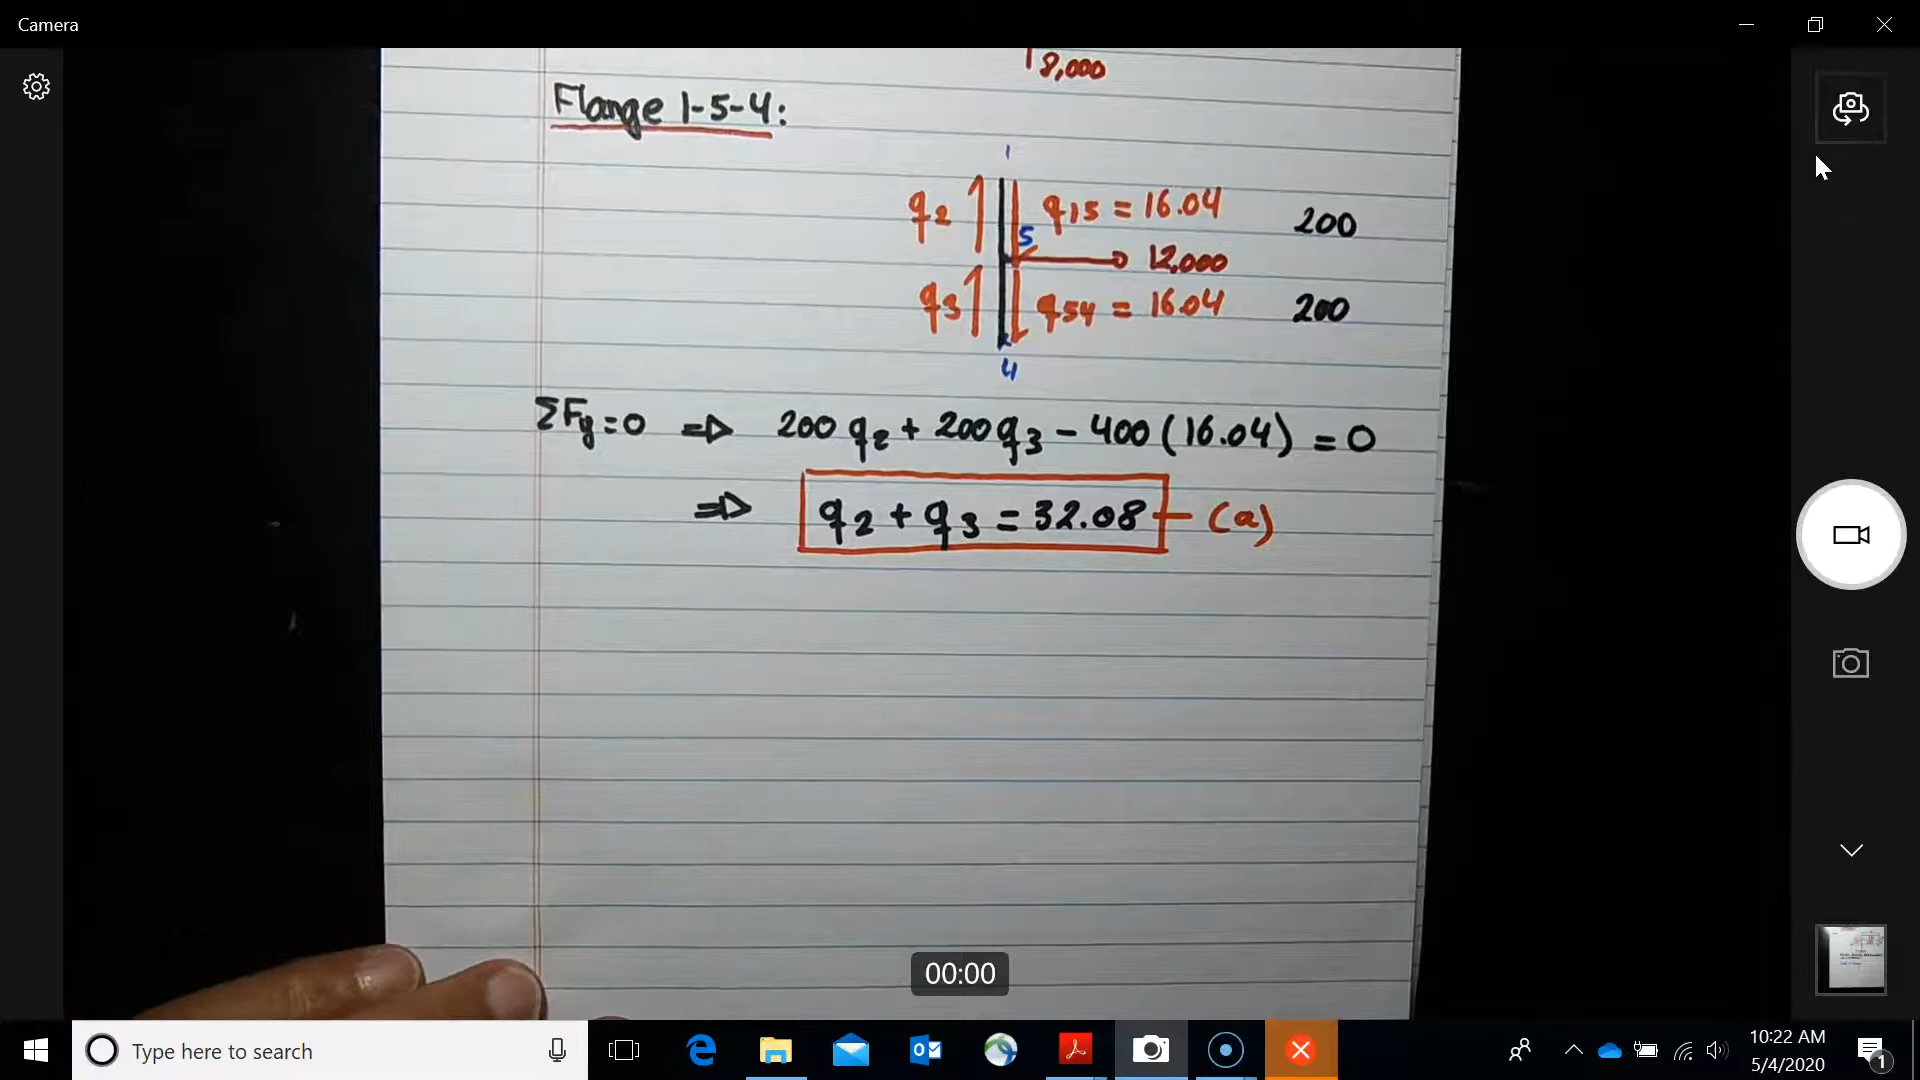 Camera
8,000
Flange 1-5-4:
1
q2 q15 = 16.04 200
5
12,000
q3 q54 = 16.04 200
4
ΣFy=0 ⇒ 200 q2 + 200 q3 - 400 (16.04) = 0
⇒ q2 + q3 = 32.08 — (a)
00:00
Type here to search
10:22 AM
5/4/2020
1